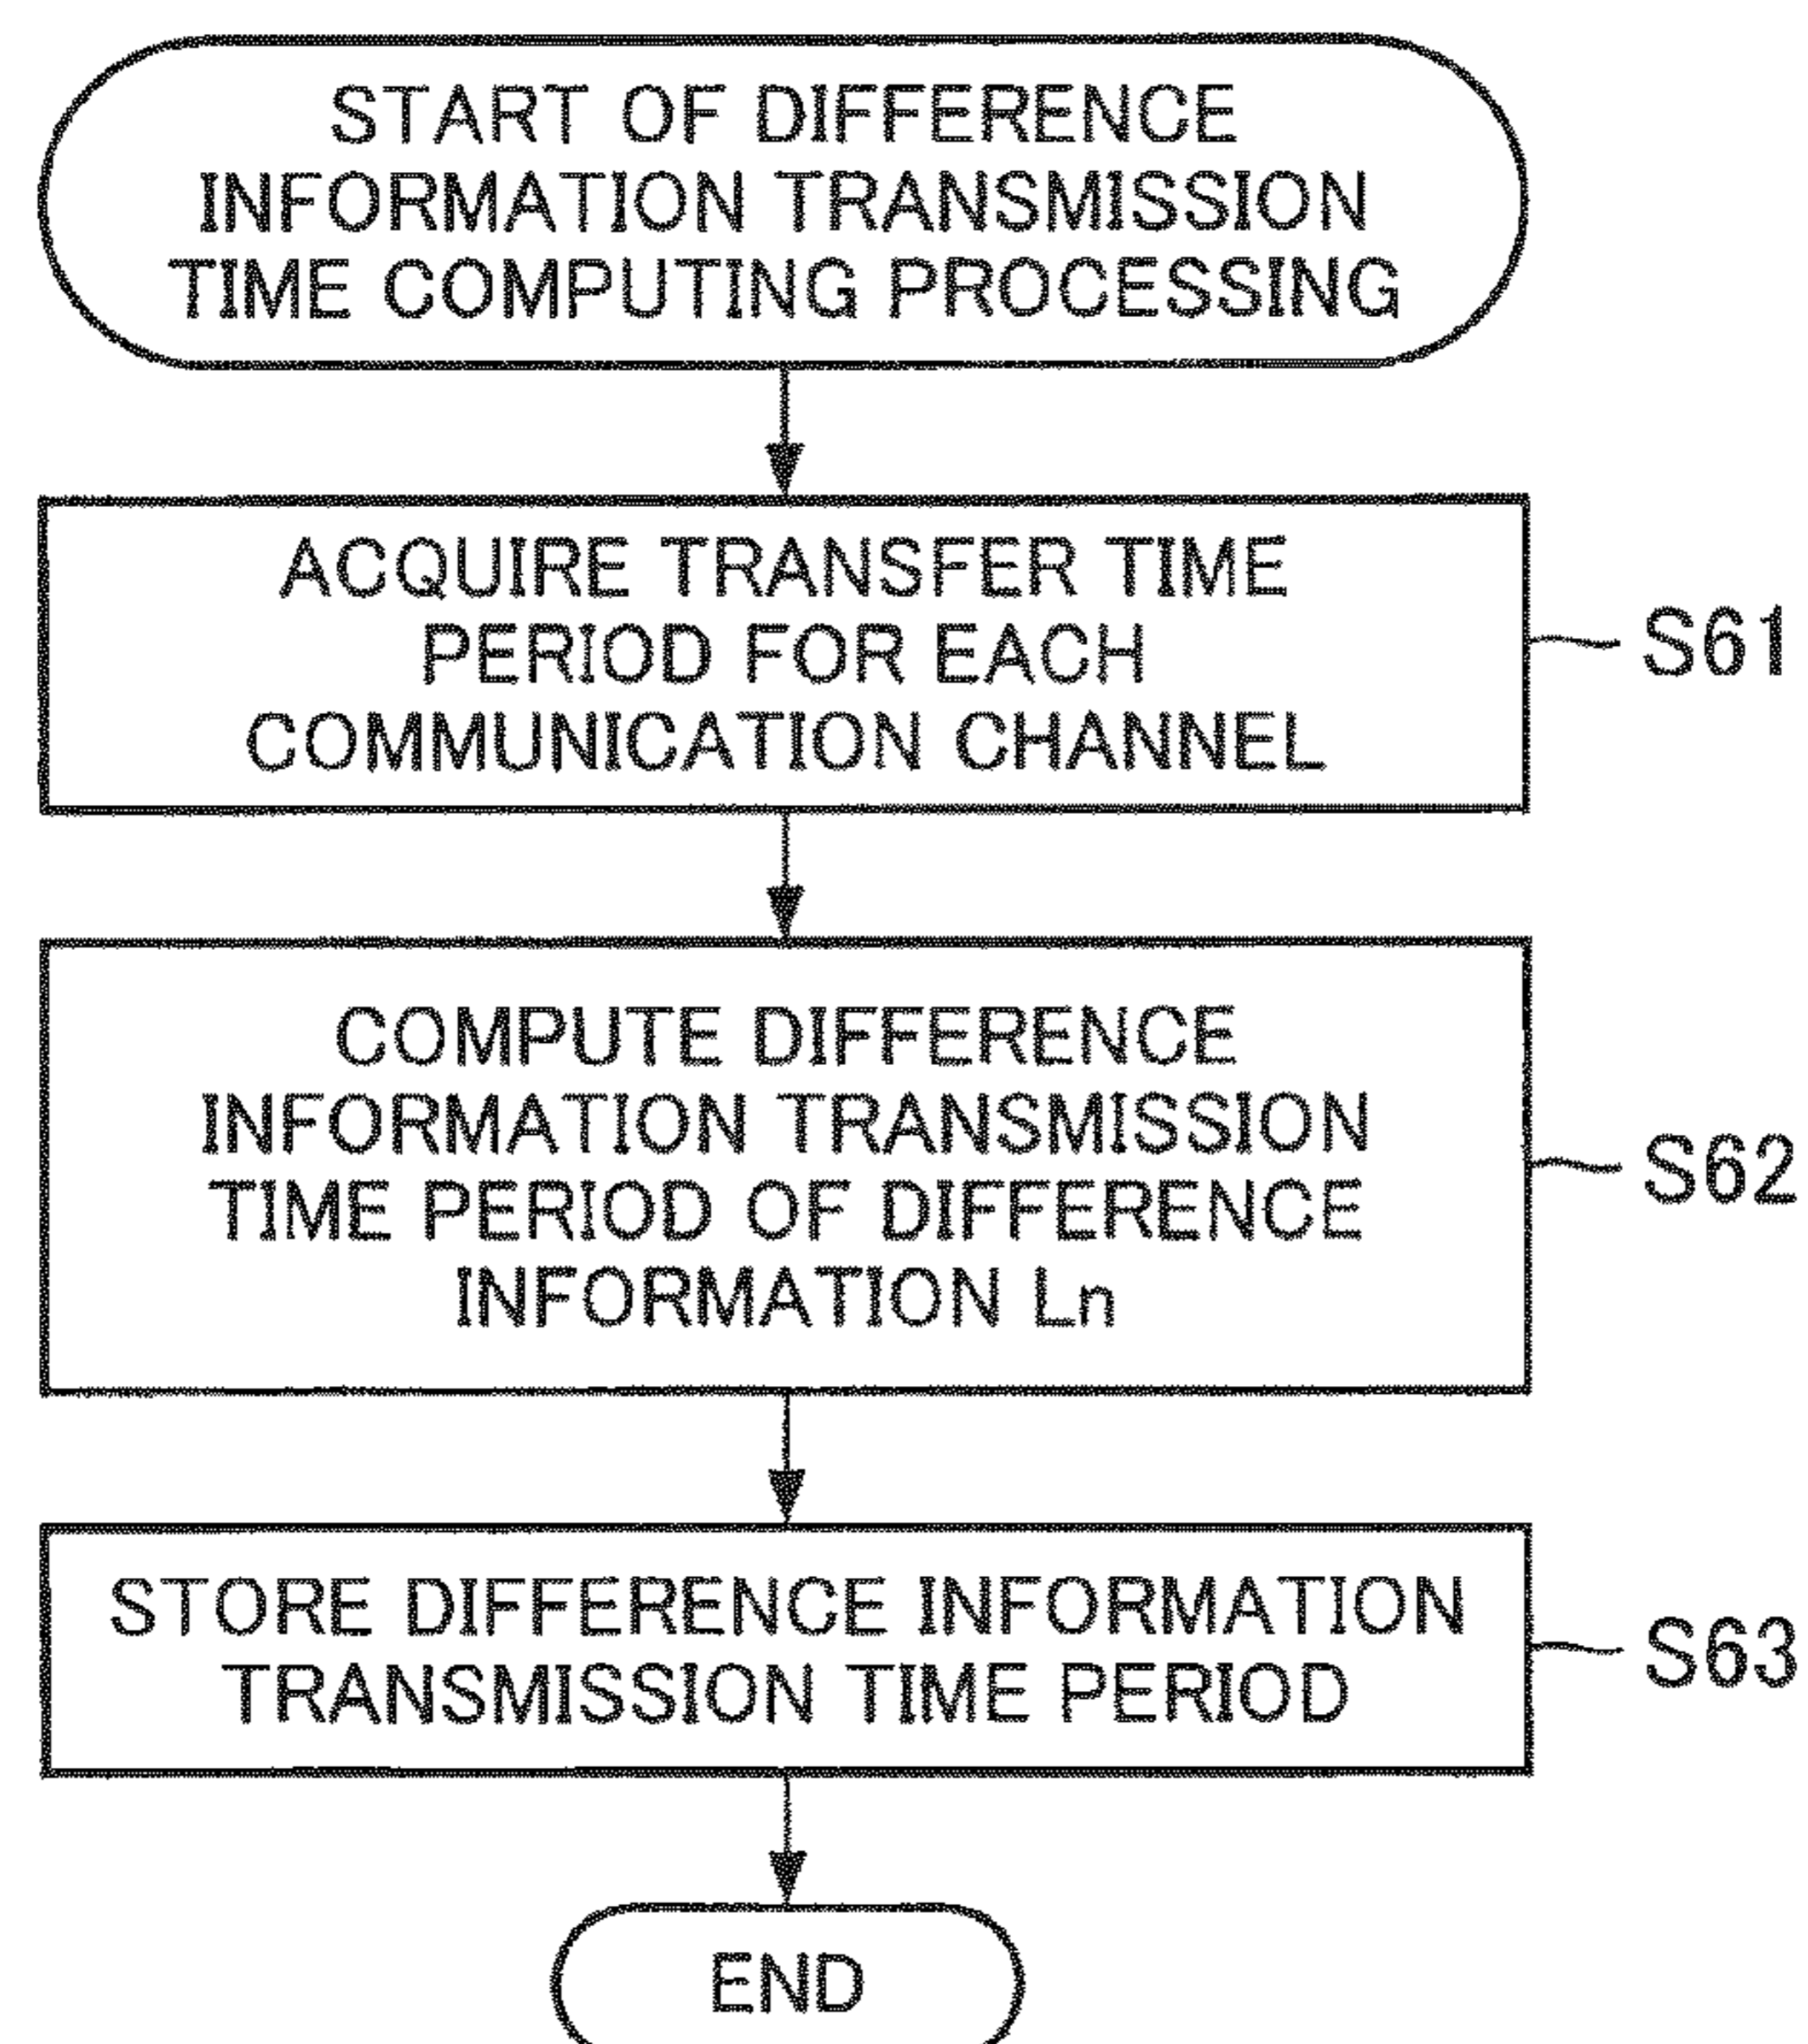 START OF DIFFERENCE
INFORMATION TRANSMISSION
TIME COMPUTING PROCESSING
ACQUIRE TRANSFER TIME
PERIOD FOR EACH
COMMUNICATION CHANNEL
S61
COMPUTE DIFFERENCE
INFORMATION TRANSMISSION
TIME PERIOD OF DIFFERENCE
INFORMATION Ln
S62
STORE DIFFERENCE INFORMATION
TRANSMISSION TIME PERIOD
S63
END